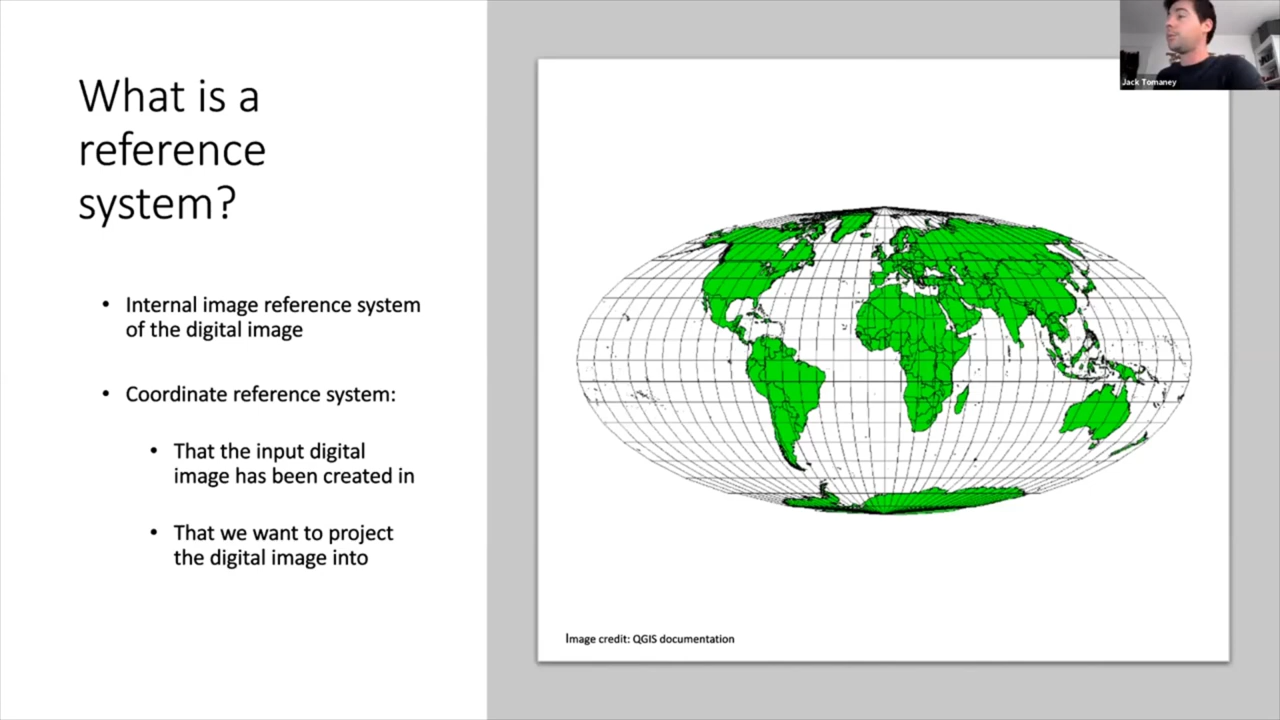 What is a
reference
system?
• Internal image reference system
of the digital image
• Coordinate reference system:
• That the input digital
image has been created in
• That we want to project
the digital image into
Image credit: QGIS documentation
Jack Tomaney